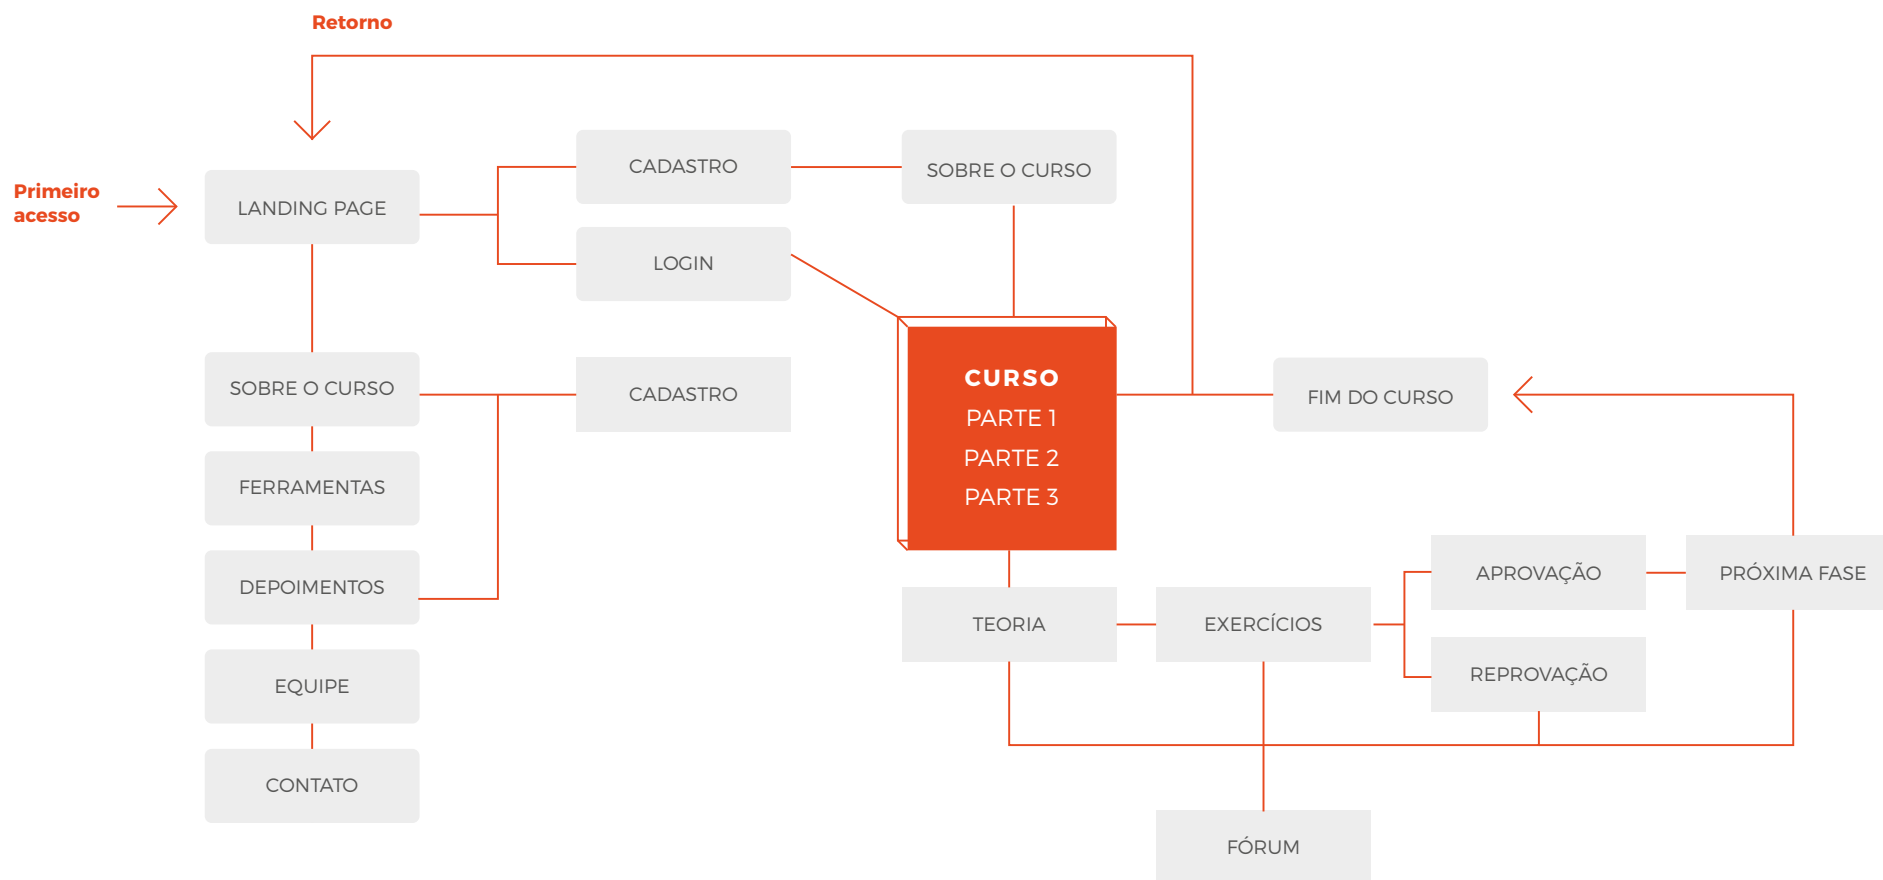 Retorno
Primeiro
acesso
LANDING PAGE
CADASTRO
SOBRE O CURSO
LOGIN
SOBRE O CURSO
CADASTRO
FERRAMENTAS
DEPOIMENTOS
EQUIPE
CONTATO
CURSO
PARTE 1
PARTE 2
PARTE 3
FIM DO CURSO
TEORIA
EXERCÍCIOS
APROVAÇÃO
PRÓXIMA FASE
REPROVAÇÃO
FÓRUM